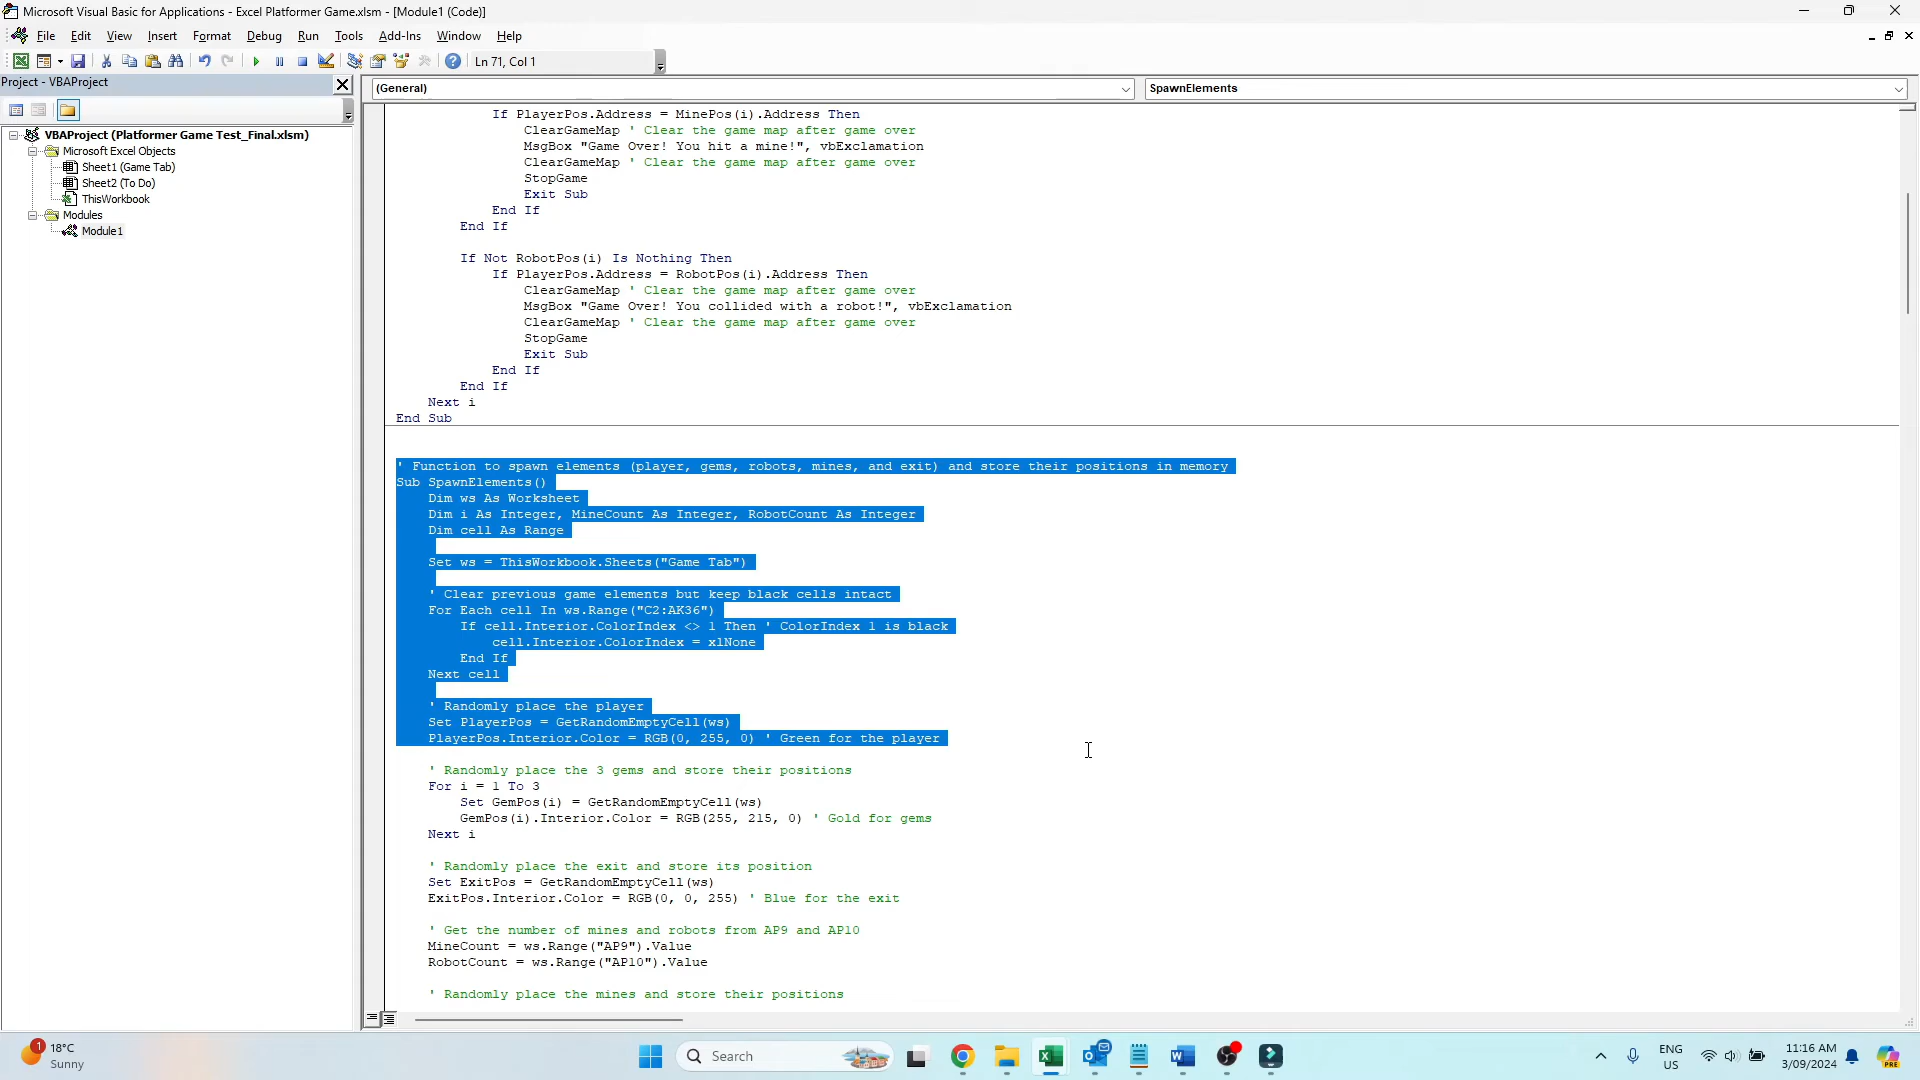 Microsoft Visual Basic for Applications - Excel Platformer Game.xlsm - [Module1 (Code)]
File Edit View Insert Format Debug Run Tools Add-Ins Window Help
Ln 71, Col 1
Project - VBAProject
(General)
SpawnElements
VBAProject (Platformer Game Test_Final.xlsm)
Microsoft Excel Objects
Sheet1 (Game Tab)
Sheet2 (To Do)
ThisWorkbook
Modules
Module1
If PlayerPos.Address = MinePos(i).Address Then
ClearGameMap ' Clear the game map after game over
MsgBox "Game Over! You hit a mine!", vbExclamation
ClearGameMap ' Clear the game map after game over
StopGame
Exit Sub
End If
End If
If Not RobotPos(i) Is Nothing Then
If PlayerPos.Address = RobotPos(i).Address Then
ClearGameMap ' Clear the game map after game over
MsgBox "Game Over! You collided with a robot!", vbExclamation
ClearGameMap ' Clear the game map after game over
StopGame
Exit Sub
End If
End If
Next i
End Sub
' Function to spawn elements (player, gems, robots, mines, and exit) and store their positions in memory
Sub SpawnElements()
Dim ws As Worksheet
Dim i As Integer, MineCount As Integer, RobotCount As Integer
Dim cell As Range
Set ws = ThisWorkbook.Sheets("Game Tab")
' Clear previous game elements but keep black cells intact
For Each cell In ws.Range("C2:AK36")
If cell.Interior.ColorIndex <> 1 Then ' ColorIndex 1 is black
cell.Interior.ColorIndex = xlNone
End If
Next cell
' Randomly place the player
Set PlayerPos = GetRandomEmptyCell(ws)
PlayerPos.Interior.Color = RGB(0, 255, 0) ' Green for the player
' Randomly place the 3 gems and store their positions
For i = 1 To 3
Set GemPos(i) = GetRandomEmptyCell(ws)
GemPos(i).Interior.Color = RGB(255, 215, 0) ' Gold for gems
Next i
' Randomly place the exit and store its position
Set ExitPos = GetRandomEmptyCell(ws)
ExitPos.Interior.Color = RGB(0, 0, 255) ' Blue for the exit
' Get the number of mines and robots from AP9 and AP10
MineCount = ws.Range("AP9").Value
RobotCount = ws.Range("AP10").Value
' Randomly place the mines and store their positions
1
18°C
Sunny
Search
ENG
US
11:16 AM
3/09/2024
PRE